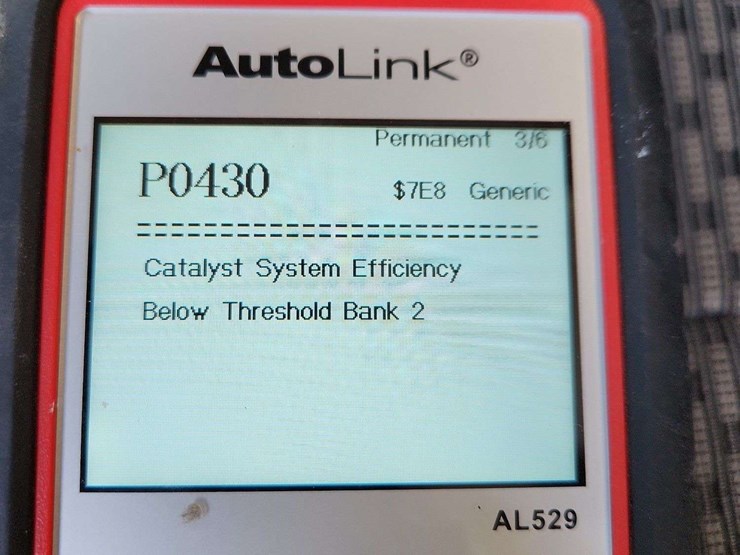 AutoLink®
Permanent 3/6
P0430 $7E8 Generic
==========================
Catalyst System Efficiency
Below Threshold Bank 2
AL529